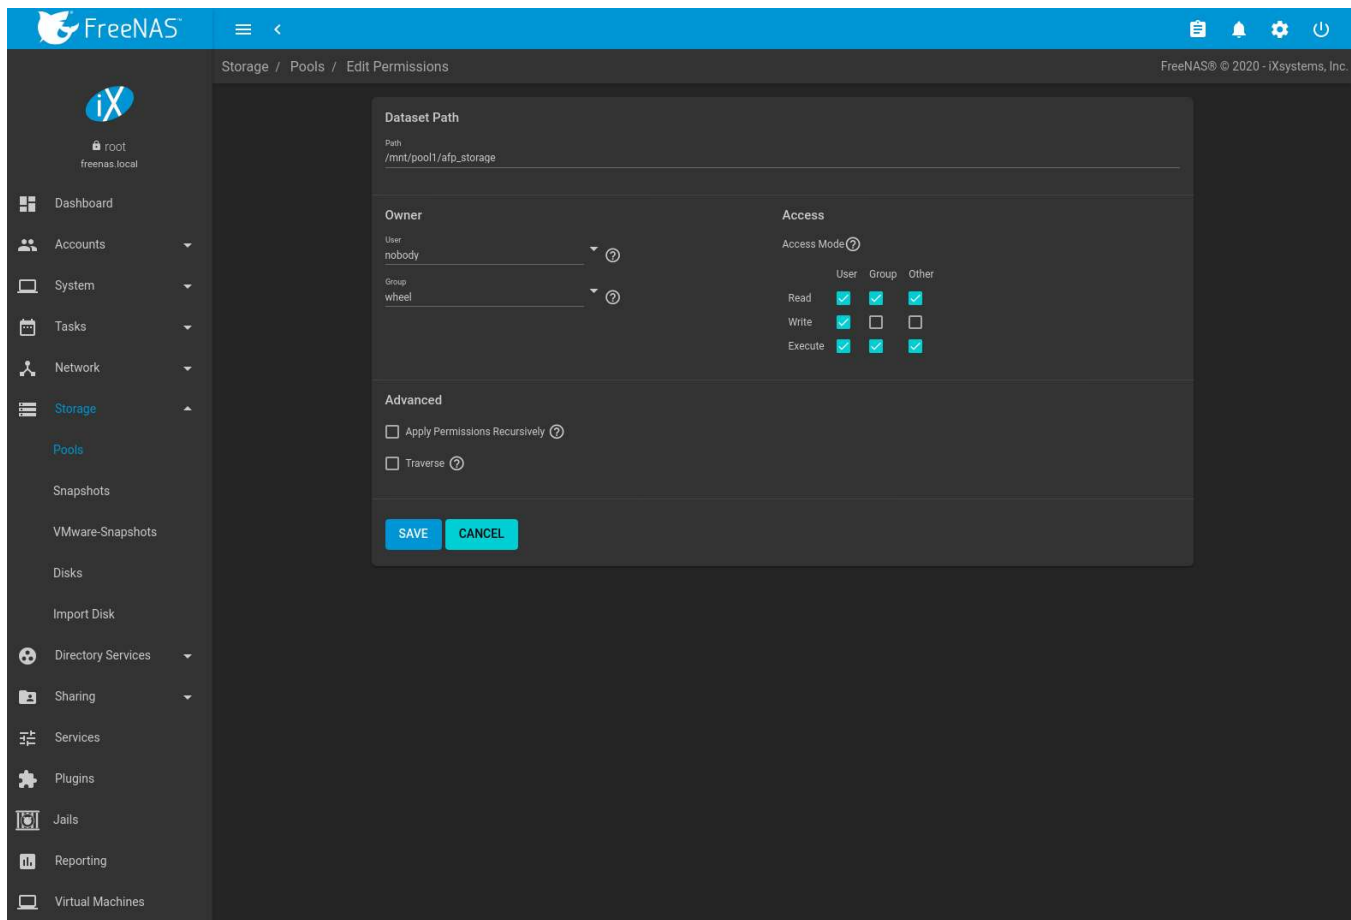 FreeNAS®
Storage / Pools / Edit Permissions
FreeNAS® © 2020 - iXsystems, Inc.
iX
root
freenas.local
Dashboard
Accounts
System
Tasks
Network
Storage
Pools
Snapshots
VMware-Snapshots
Disks
Import Disk
Directory Services
Sharing
Services
Plugins
Jails
Reporting
Virtual Machines
Dataset Path
Path
/mnt/pool1/afp_storage
Owner
User
nobody
Group
wheel
Access
Access Mode
User Group Other
Read
Write
Execute
Advanced
Apply Permissions Recursively
Traverse
SAVE CANCEL